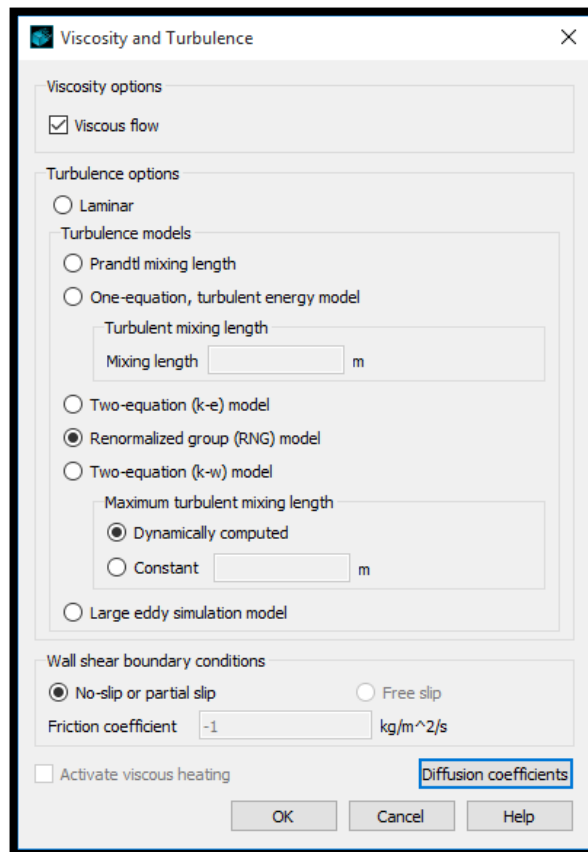 Viscosity and Turbulence
Viscosity options
Viscous flow
Turbulence options
Laminar
Turbulence models
Prandtl mixing length
One-equation, turbulent energy model
Turbulent mixing length
Mixing length m
Two-equation (k-e) model
Renormalized group (RNG) model
Two-equation (k-w) model
Maximum turbulent mixing length
Dynamically computed
Constant m
Large eddy simulation model
Wall shear boundary conditions
No-slip or partial slip Free slip
Friction coefficient -1 kg/m^2/s
Activate viscous heating Diffusion coefficients
OK Cancel Help